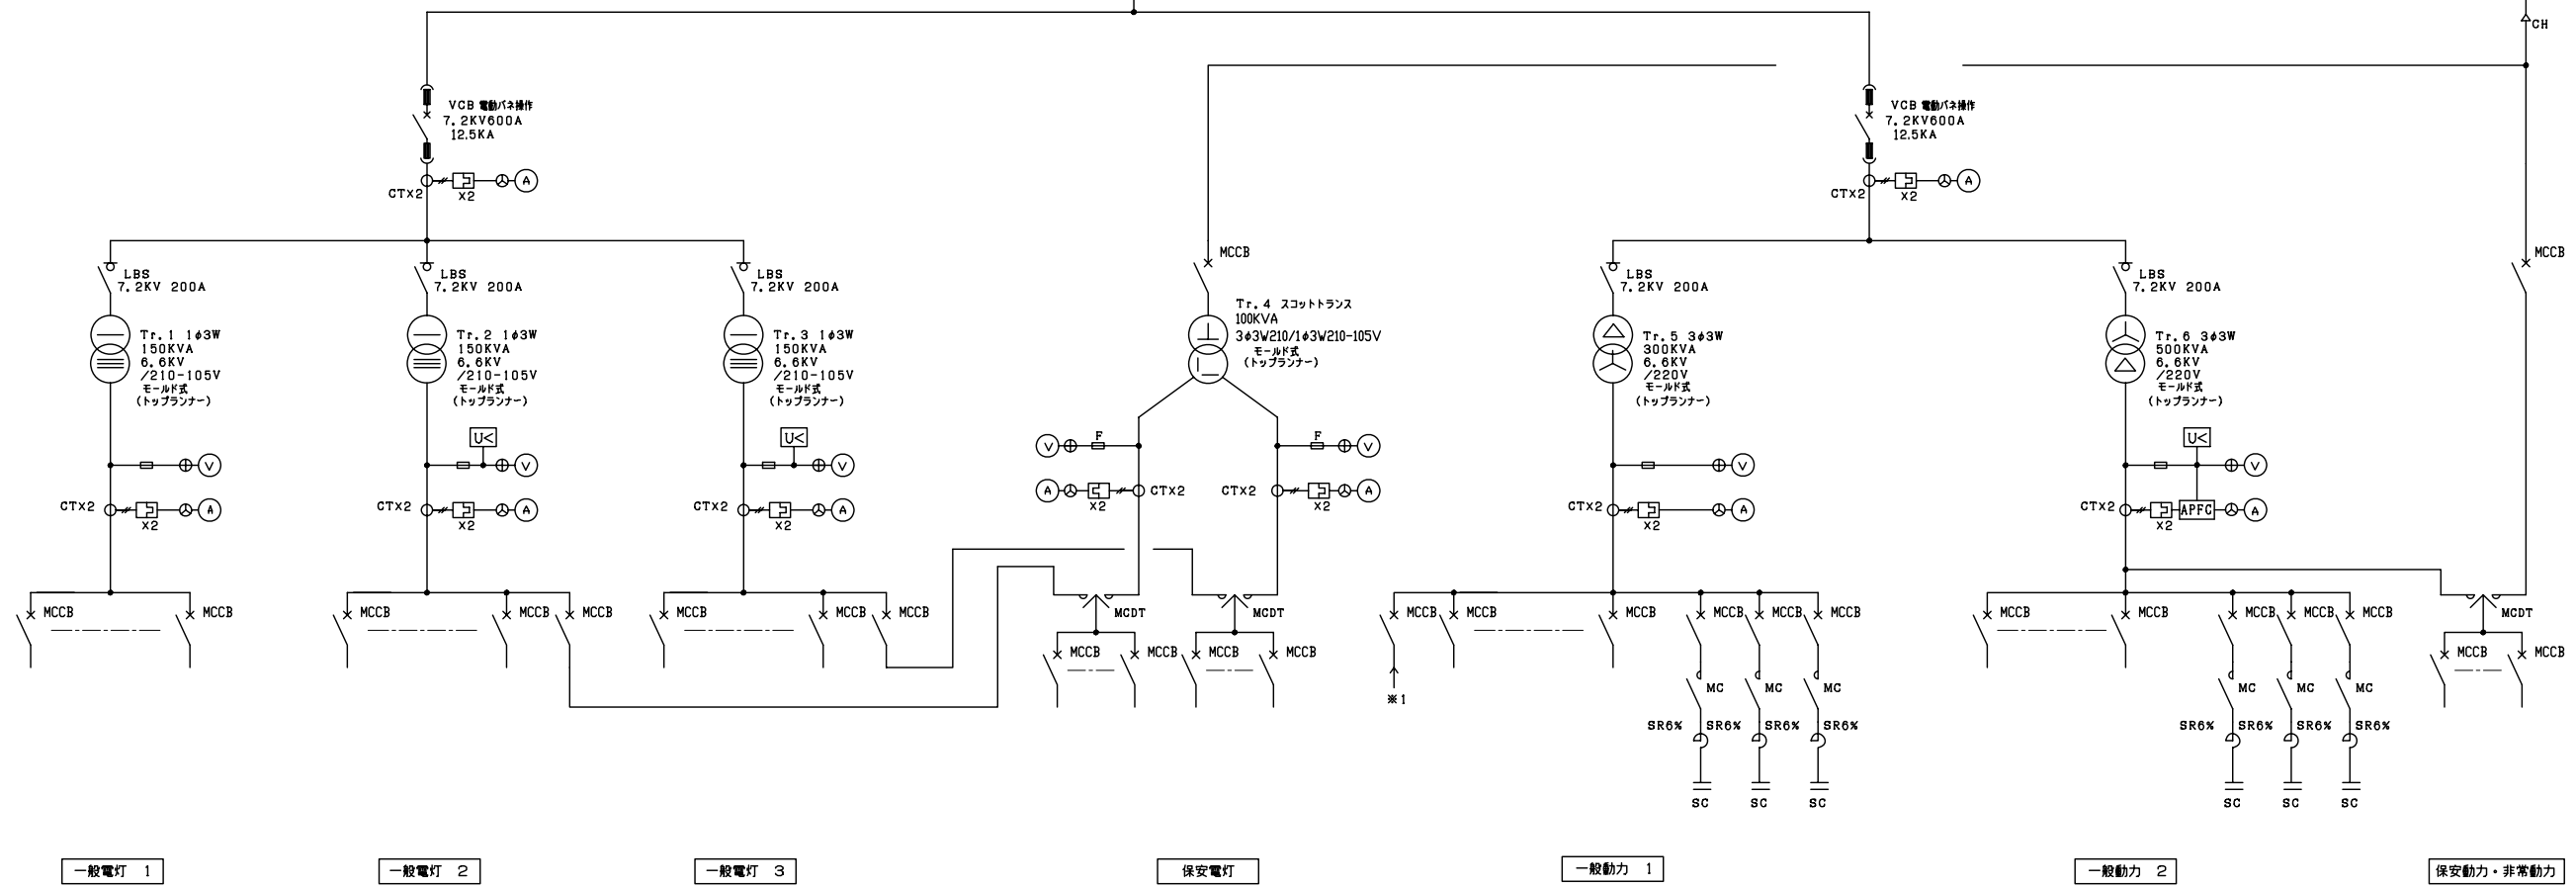 CH
VCB 電動バネ操作
7.2KV600A
12.5KA
CTX2
X2
A
VCB 電動バネ操作
7.2KV600A
12.5KA
CTX2
X2
A
LBS
7.2KV 200A
Tr.1 1φ3W
150KVA
6.6KV
/210-105V
モールド式
(トップランナー)
V
CTX2
X2
A
MCCB
MCCB
LBS
7.2KV 200A
Tr.2 1φ3W
150KVA
6.6KV
/210-105V
モールド式
(トップランナー)
U<
V
CTX2
X2
A
MCCB
MCCB
MCCB
LBS
7.2KV 200A
Tr.3 1φ3W
150KVA
6.6KV
/210-105V
モールド式
(トップランナー)
U<
V
CTX2
X2
A
MCCB
MCCB
MCCB
MCCB
Tr.4 スコットトランス
100KVA
3φ3W210/1φ3W210-105V
モールド式
(トップランナー)
V
F
F
V
A
X2
CTX2
CTX2
X2
A
MCDT
MCDT
MCCB
MCCB
MCCB
MCCB
LBS
7.2KV 200A
Tr.5 3φ3W
300KVA
6.6KV
/220V
モールド式
(トップランナー)
V
CTX2
X2
A
MCCB
MCCB
MCCB
MCCB
MCCB
MCCB
※1
MC
MC
MC
SR6%
SR6%
SR6%
SR6%
SC
SC
SC
LBS
7.2KV 200A
Tr.6 3φ3W
500KVA
6.6KV
/220V
モールド式
(トップランナー)
U<
V
CTX2
X2
APFC
A
MCCB
MCCB
MCCB
MCCB
MCCB
MC
MC
MC
SR6%
SR6%
SR6%
SR6%
SC
SC
SC
MCCB
MCDT
MCCB
MCCB
一般電灯 1
一般電灯 2
一般電灯 3
保安電灯
一般動力 1
一般動力 2
保安動力・非常動力